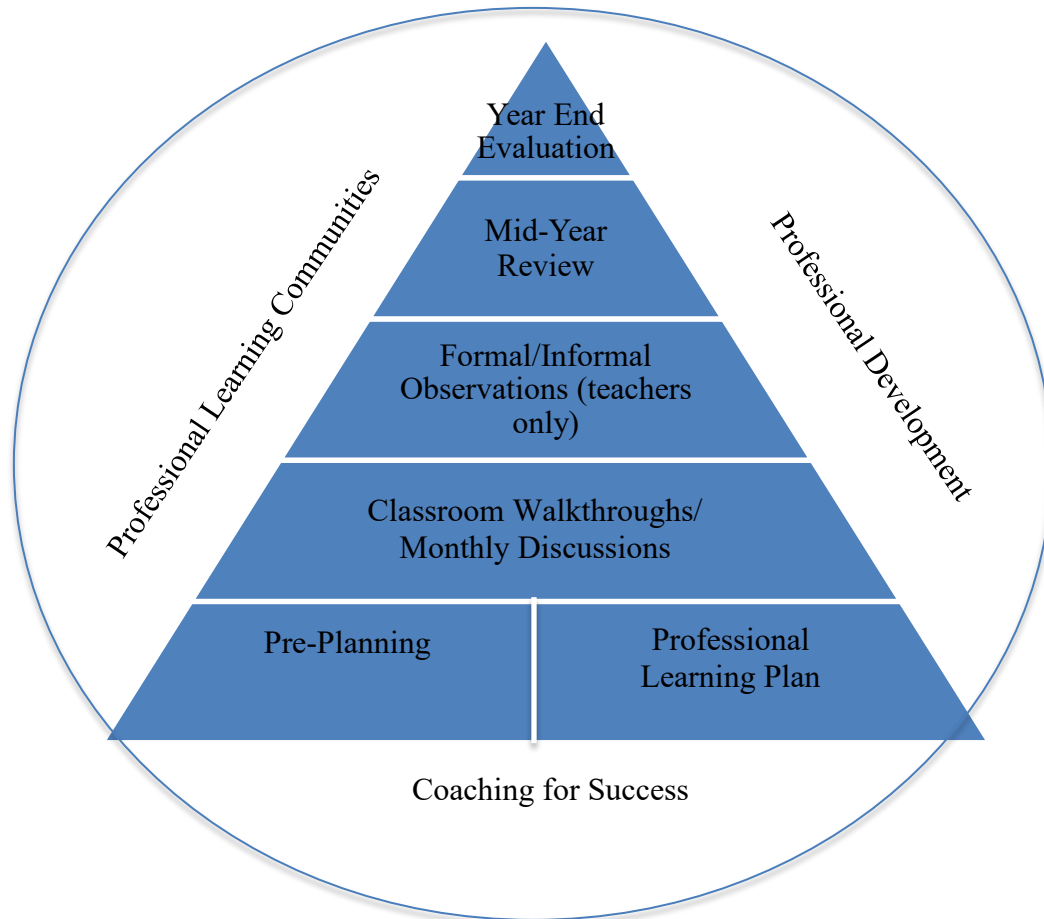 Year End
Evaluation
Mid-Year
Review
Formal/Informal
Observations (teachers
only)
Classroom Walkthroughs/
Monthly Discussions
Pre-Planning
Professional
Learning Plan
Professional Learning Communities
Professional Development
Coaching for Success